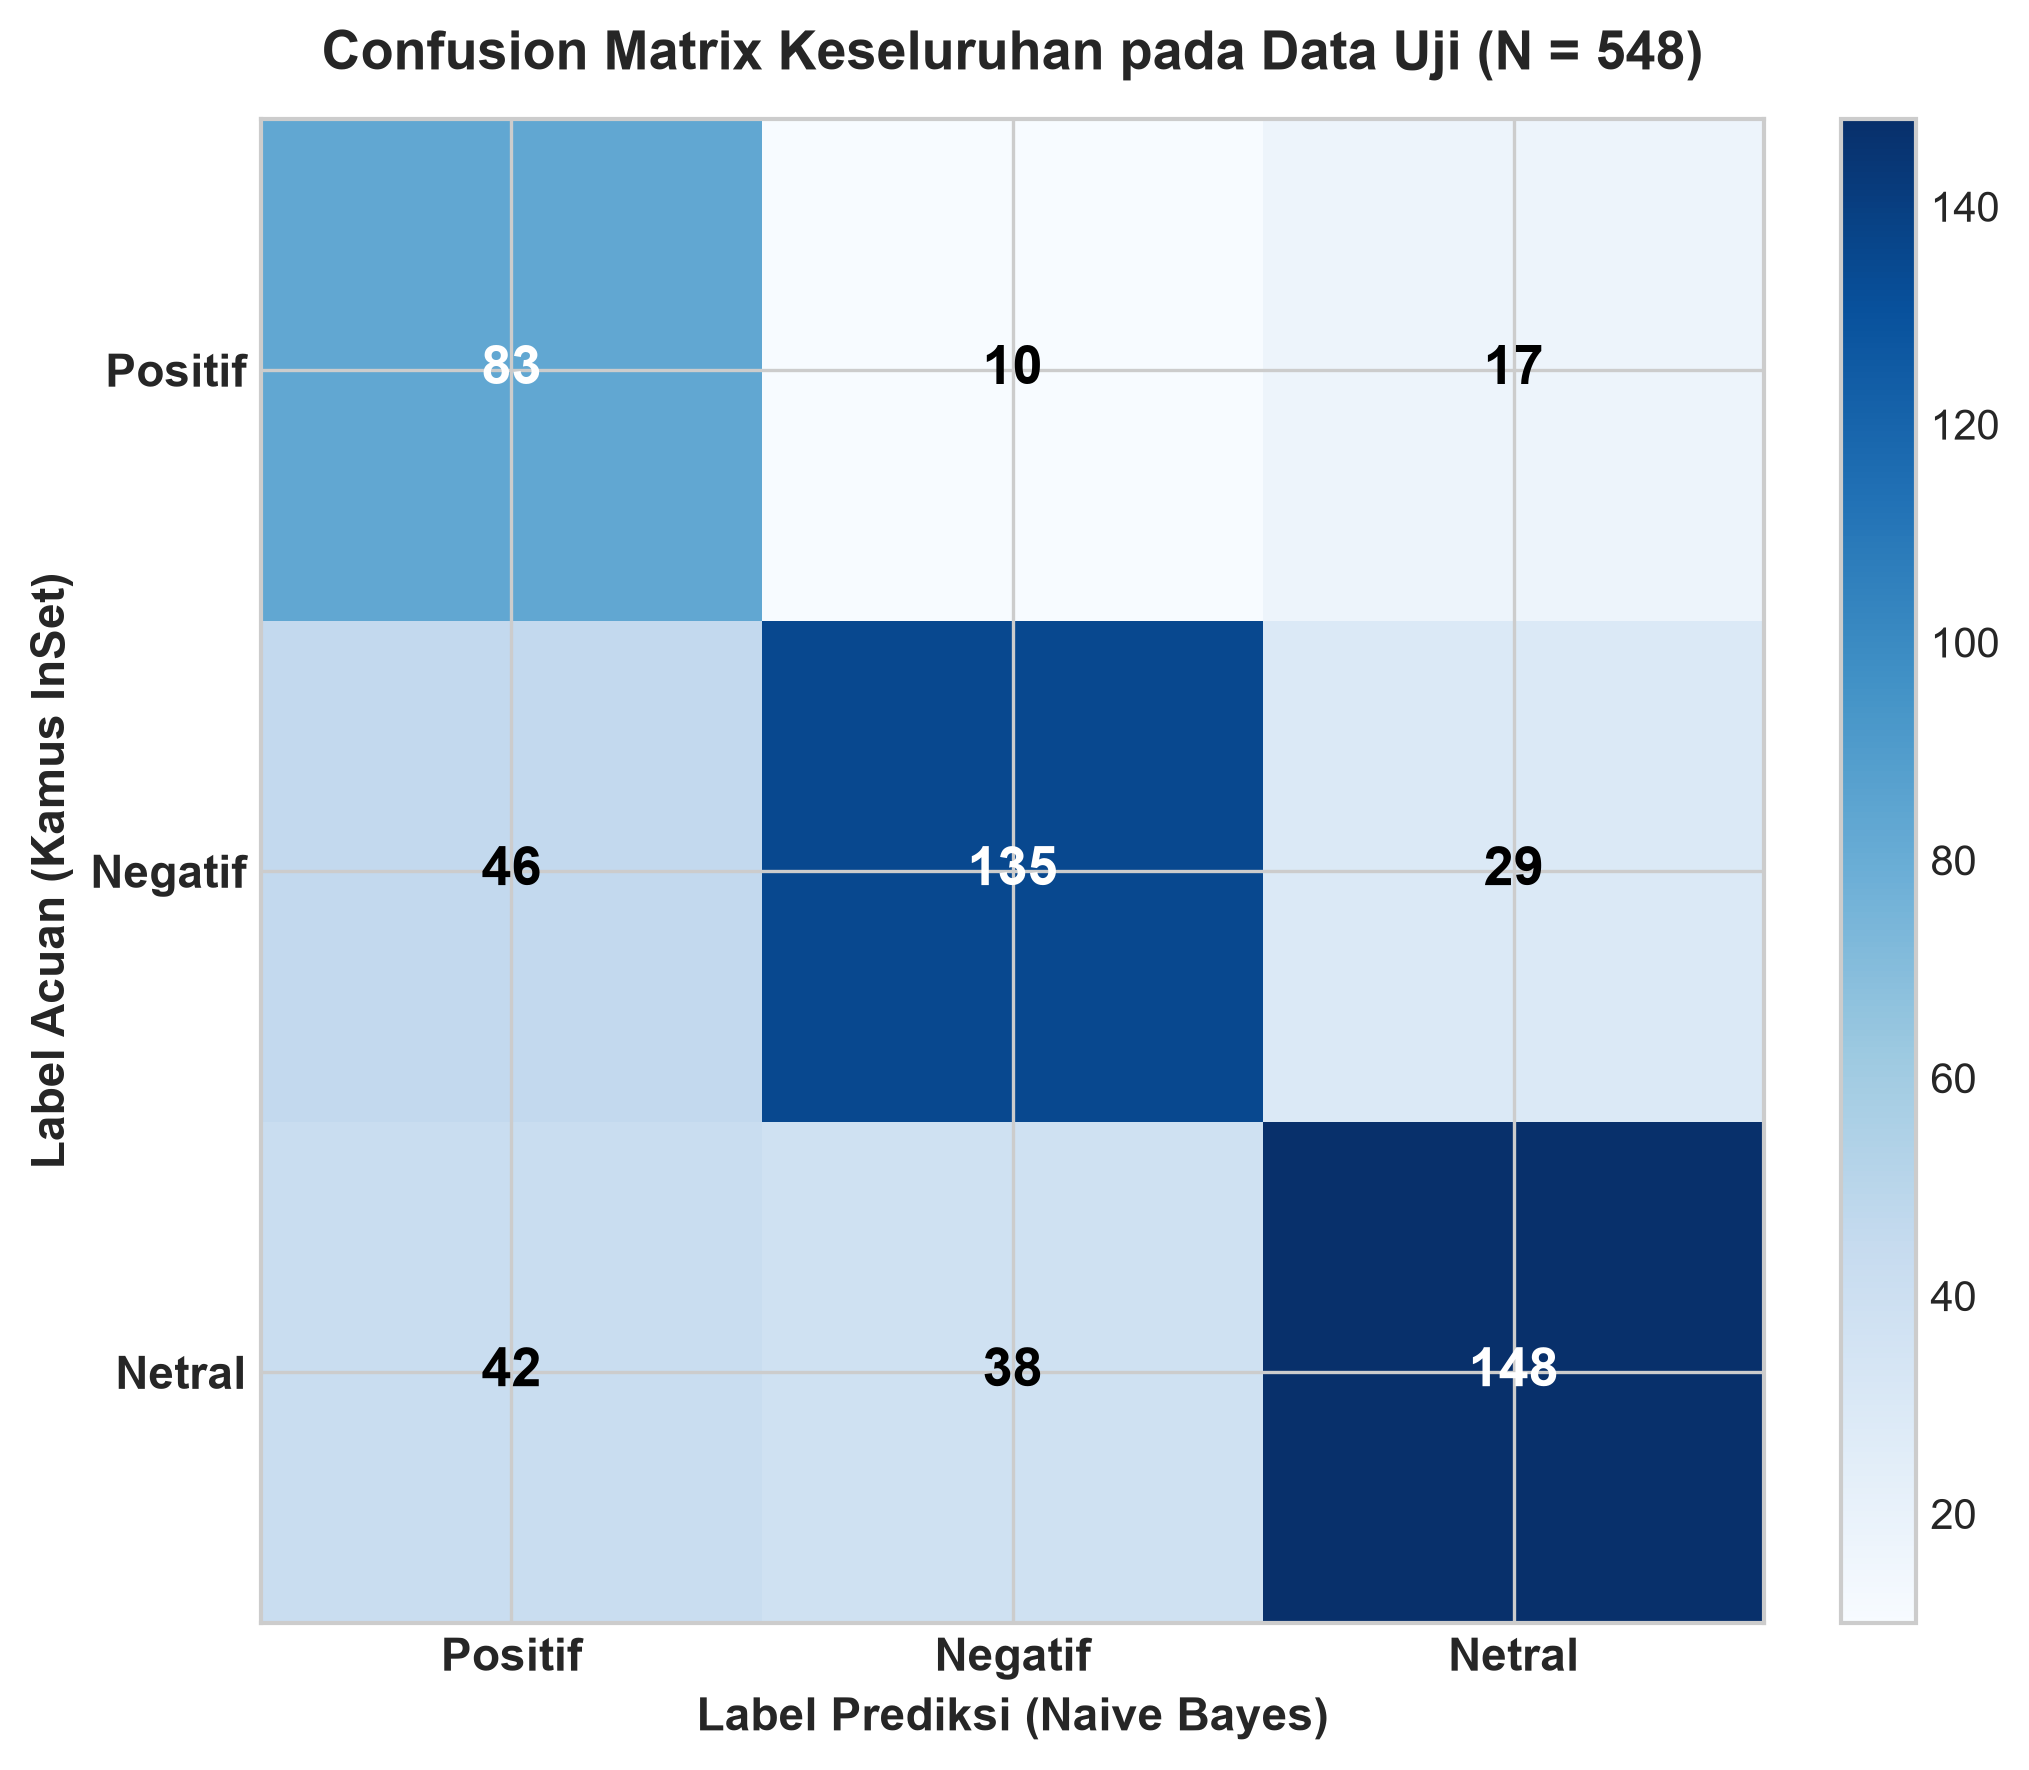 Confusion Matrix Keseluruhan pada Data Uji (N = 548)
Label Acuan (Kamus InSet)
Positif
83
10
17
Negatif
46
135
29
Netral
42
38
148
Positif
Negatif
Netral
Label Prediksi (Naive Bayes)
140
120
100
80
60
40
20